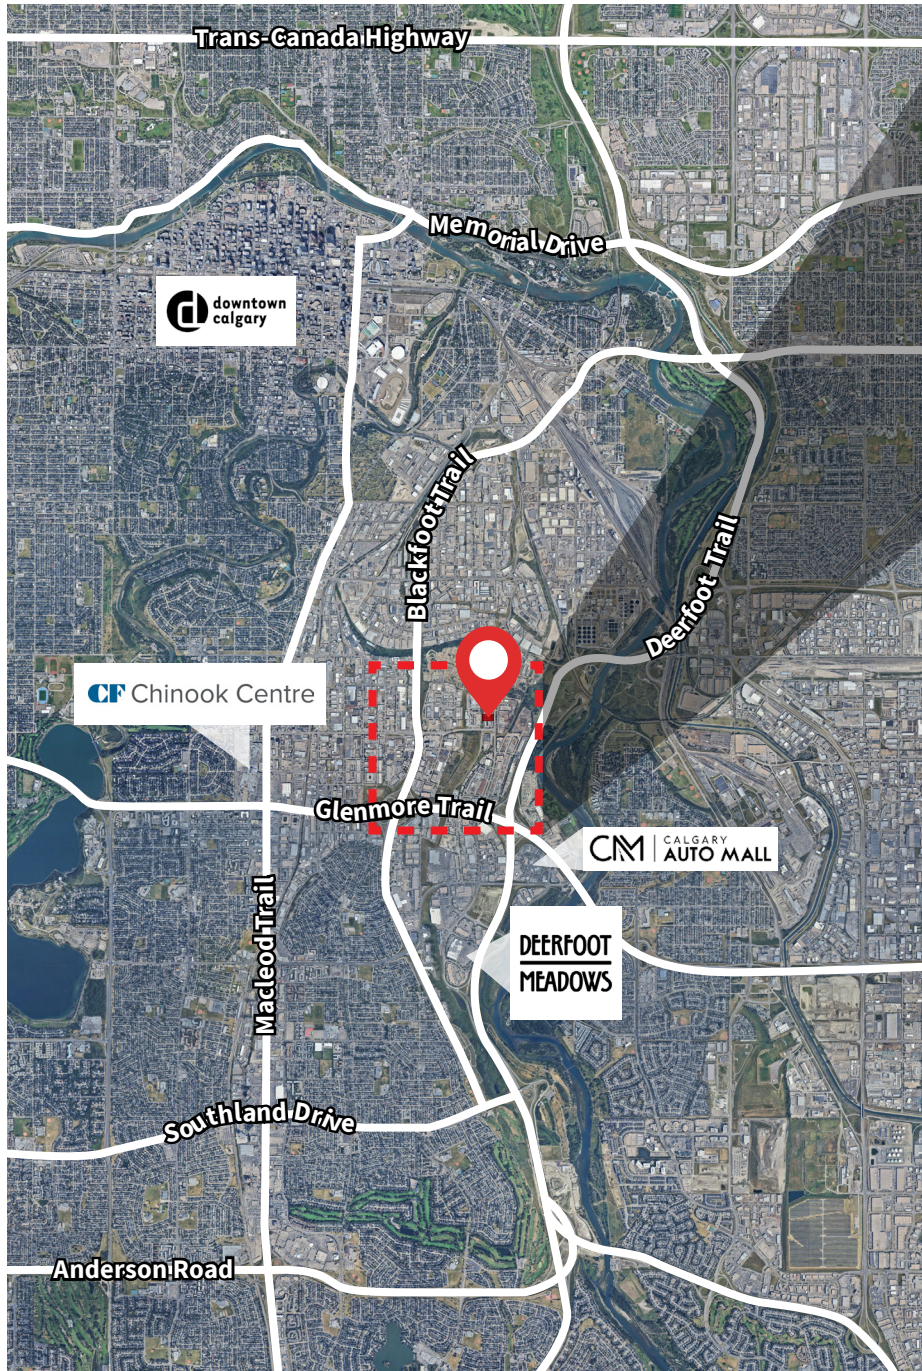 Trans-Canada Highway
Memorial Drive
downtown
calgary
Blackfoot Trail
Deerfoot Trail
CF Chinook Centre
Glenmore Trail
CAM CALGARY
AUTO MALL
Macleod Trail
DEERFOOT
MEADOWS
Southland Drive
Anderson Road